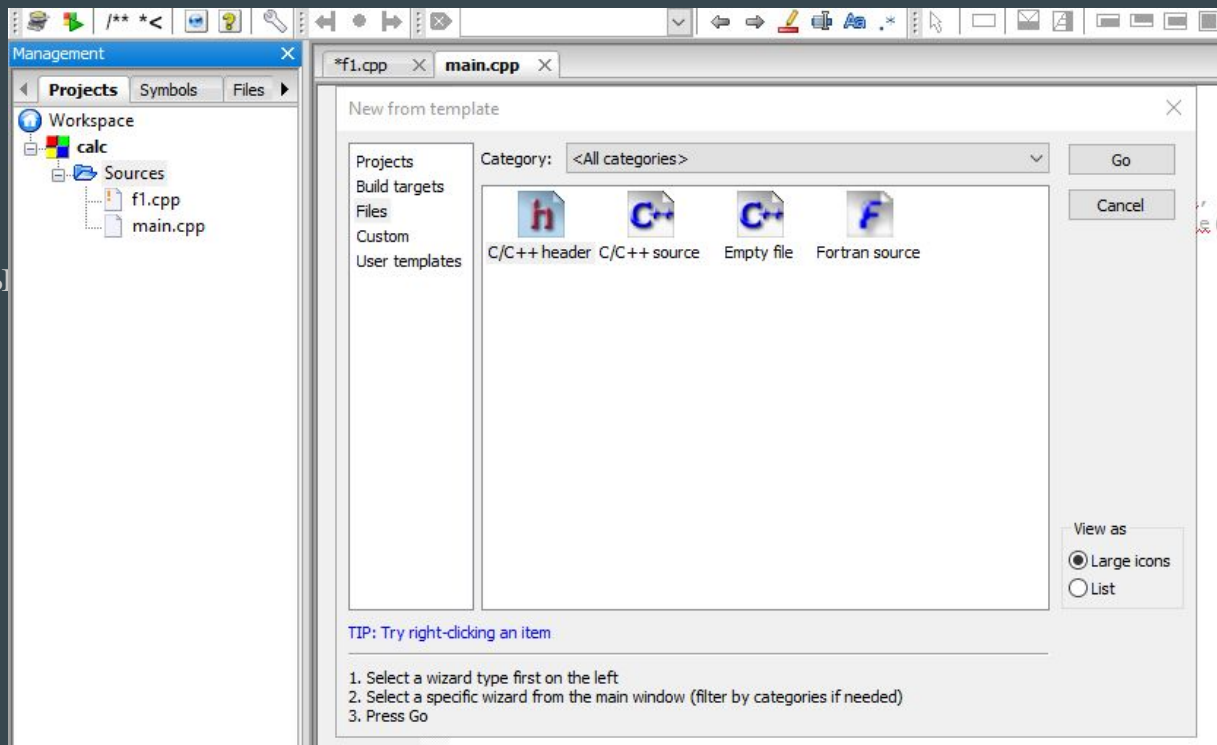 /** *<
.*
Management
Projects Symbols Files
Workspace
calc
Sources
f1.cpp
main.cpp
*f1.cpp main.cpp
New from template
Projects
Build targets
Files
Custom
User templates
Category: <All categories>
C/C++ header C/C++ source Empty file Fortran source
Go
Cancel
View as
Large icons
List
TIP: Try right-clicking an item
1. Select a wizard type first on the left
2. Select a specific wizard from the main window (filter by categories if needed)
3. Press Go